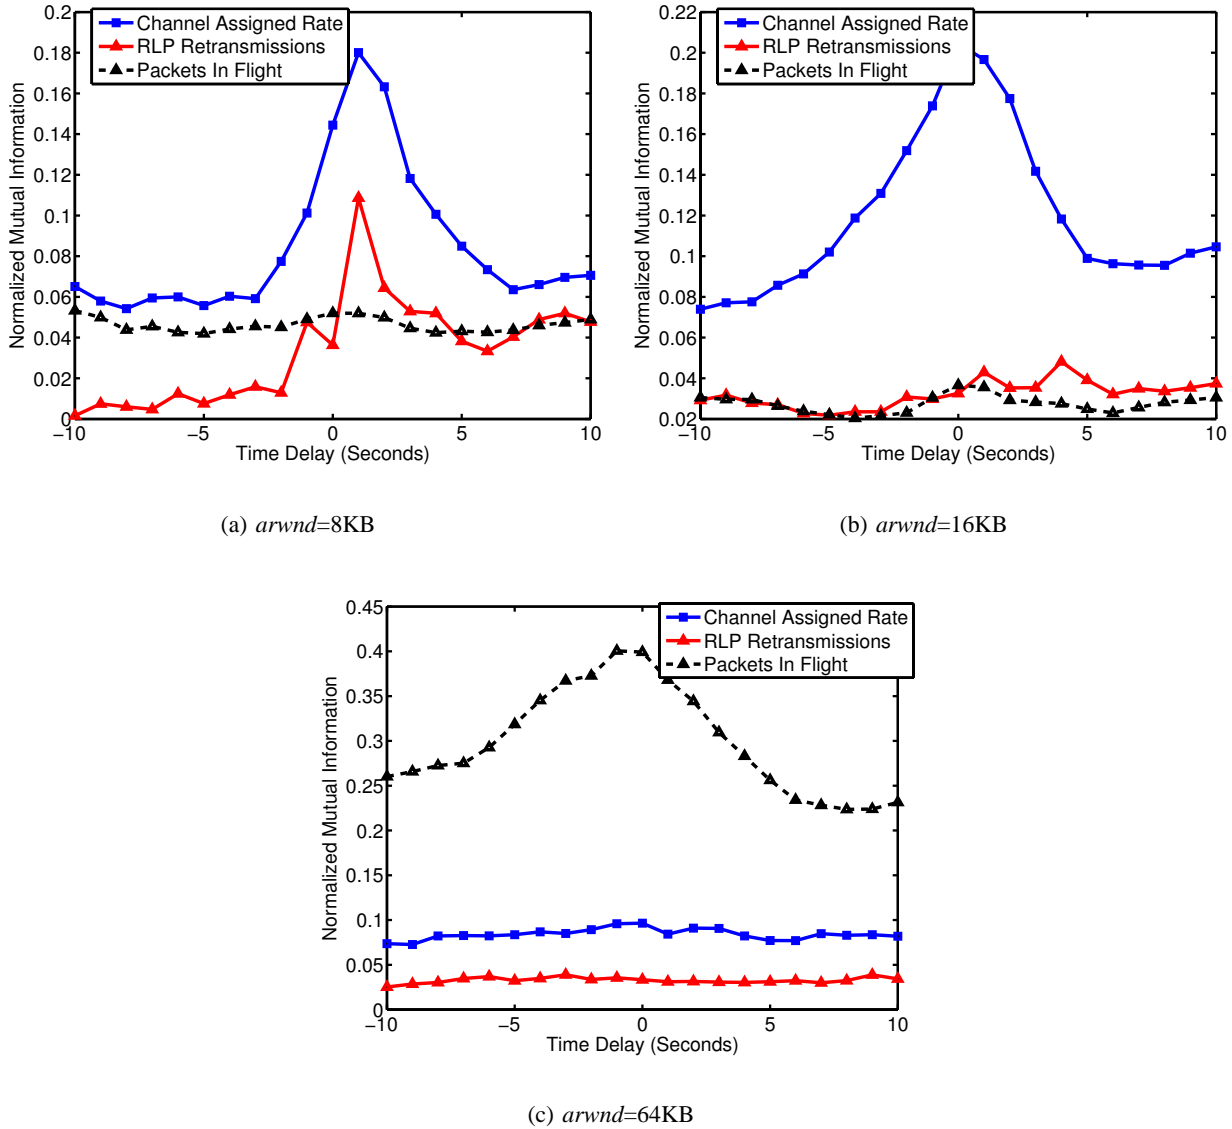 Channel Assigned Rate
RLP Retransmissions
Packets In Flight
Normalized Mutual Information
0.2
0.18
0.16
0.14
0.12
0.1
0.08
0.06
0.04
0.02
0
−10
−5
0
5
10
Time Delay (Seconds)
(a) arwnd=8KB
Channel Assigned Rate
RLP Retransmissions
Packets In Flight
Normalized Mutual Information
0.22
0.2
0.18
0.16
0.14
0.12
0.1
0.08
0.06
0.04
0.02
−10
−5
0
5
10
Time Delay (Seconds)
(b) arwnd=16KB
Channel Assigned Rate
RLP Retransmissions
Packets In Flight
Normalized Mutual Information
0.45
0.4
0.35
0.3
0.25
0.2
0.15
0.1
0.05
0
−10
−5
0
5
10
Time Delay (Seconds)
(c) arwnd=64KB